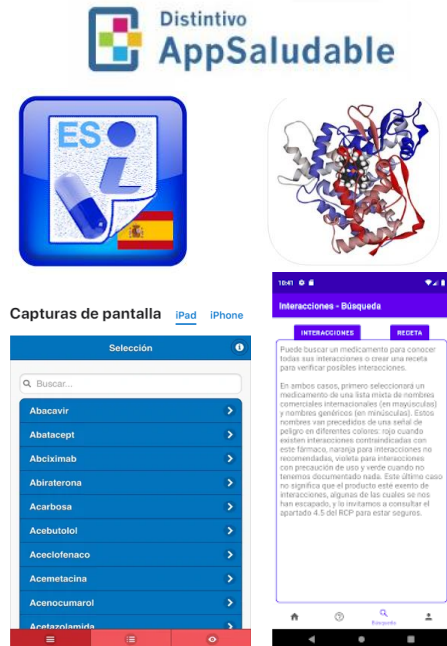 Distintivo
AppSaludable
ES
i
Capturas de pantalla iPad iPhone
Selección
Buscar...
Abacavir
Abatacept
Abciximab
Abiraterona
Acarbosa
Acebutolol
Aceclofenaco
Acemetacina
Acenocumarol
Acetazolamida
10:41
Interacciones - Búsqueda
INTERACCIONES RECETA
Puede buscar un medicamento para conocer
todas sus interacciones o crear una receta
para verificar posibles interacciones.
En ambos casos, primero seleccionará un
medicamento de una lista mixta de nombres
comerciales internacionales (en mayúsculas)
y nombres genéricos (en minúsculas). Estos
nombres van precedidos de una señal de
peligro en diferentes colores: rojo cuando
existen interacciones contraindicadas con
este fármaco, naranja para interacciones no
recomendadas, violeta para interacciones
con precaución de uso y verde cuando no
tenemos documentado nada. Este último caso
no significa que el producto esté exento de
interacciones, algunas de las cuales se nos
han escapado, y lo invitamos a consultar el
apartado 4.5 del RCP para estar seguros.
Búsqueda